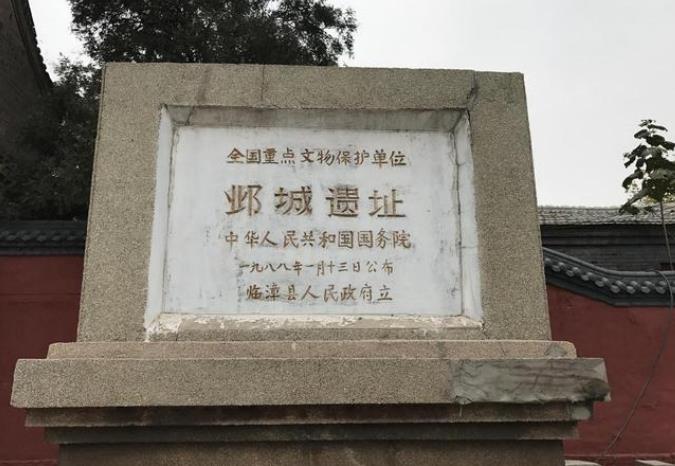 全国重点文物保护单位
邺城遗址
中华人民共和国国务院
一九八八年一月十三日公布
临漳县人民政府立